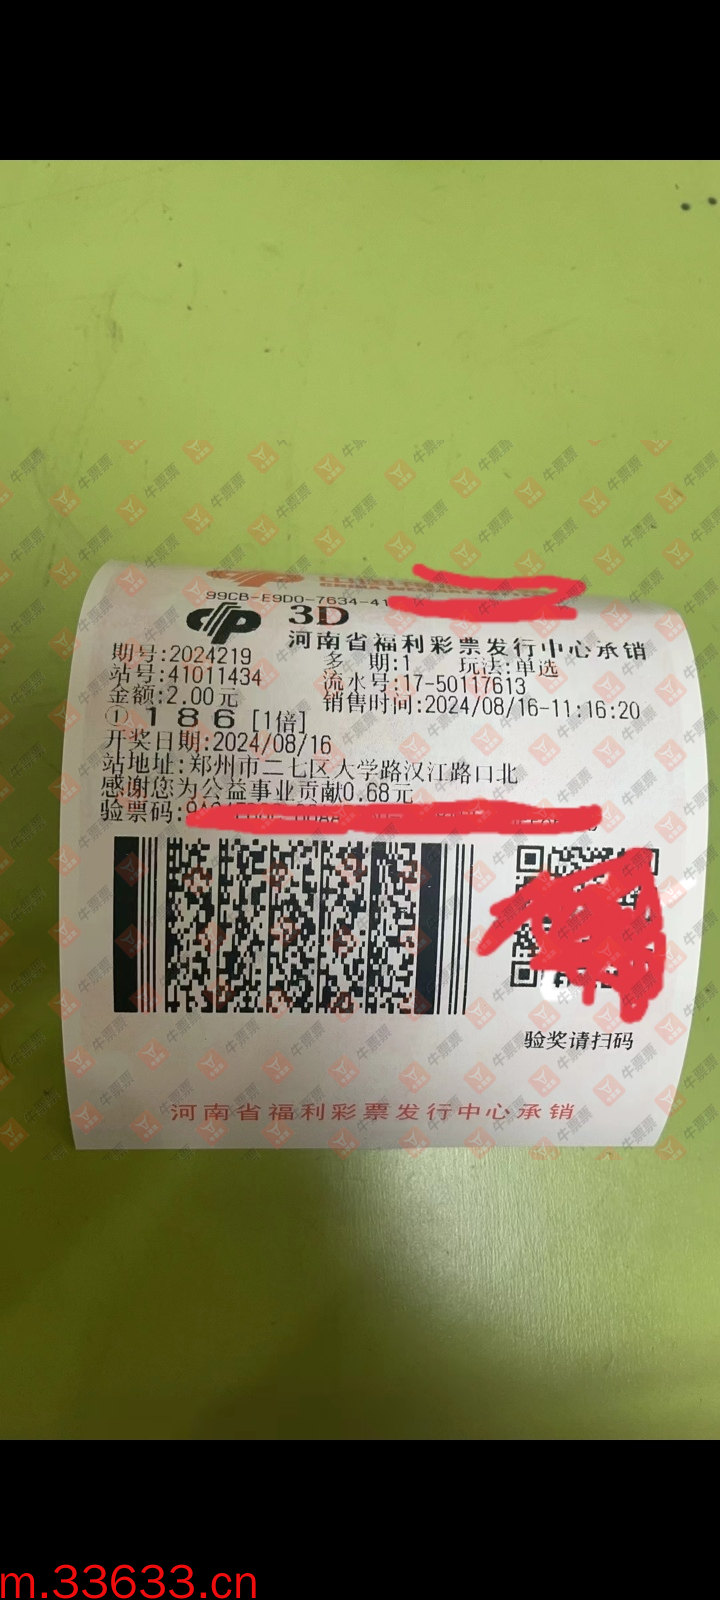 99CB-E9D0-7634-41
3D
河南省福利彩票发行中心承销
期号:2024219 多 期:1 玩法:单选
站号:41011434 流水号:17-50117613
金额:2.00元 销售时间:2024/08/16-11:16:20
① 1 8 6 [1倍]
开奖日期:2024/08/16
站地址:郑州市二七区大学路汉江路口北
感谢您为公益事业贡献0.68元
验票码:
验奖请扫码
河南省福利彩票发行中心承销
牛票票
m.33633.cn